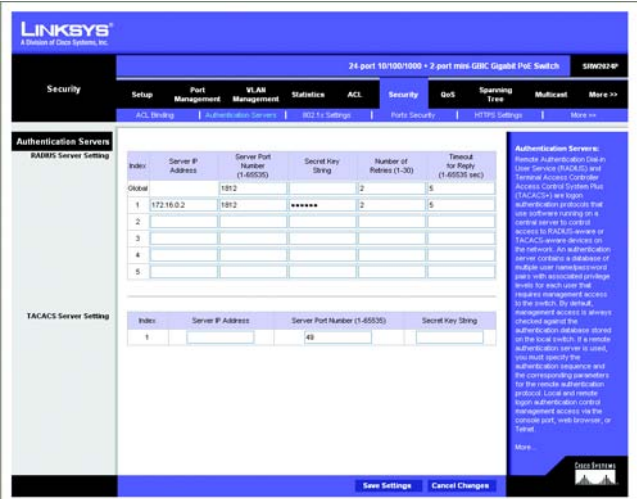 LINKSYS®
A Division of Cisco Systems, Inc.
24-port 10/100/1000 + 2-port mini-GBIC Gigabit PoE Switch
SRW2024P
Security
Setup
Port Management
VLAN Management
Statistics
ACL
Security
QoS
Spanning Tree
Multicast
More >>
ACL Binding
Authentication Servers
802.1x Settings
Ports Security
HTTPS Settings
More >>
Authentication Servers
RADIUS Server Setting
Index
Server IP Address
Server Port Number (1-65535)
Secret Key String
Number of Retries (1-30)
Timeout for Reply (1-65535 sec)
Global 1812 2 5
1 172.16.0.2 1812 •••••• 2 5
2
3
4
5
TACACS Server Setting
Index
Server IP Address
Server Port Number (1-65535)
Secret Key String
1 49
Authentication Servers:
Remote Authentication Dial-in
User Service (RADIUS) and
Terminal Access Controller
Access Control System Plus
(TACACS+) are logon
authentication protocols that
use software running on a
central server to control
access to RADIUS-aware or
TACACS-aware devices on
the network. An authentication
server contains a database of
multiple user name/password
pairs with associated privilege
levels for each user that
requires management access
to the switch. By default,
management access is always
checked against the
authentication database stored
on the local switch. If a remote
authentication server is used,
you must specify the
authentication sequence and
the corresponding parameters
for the remote authentication
protocol. Local and remote
logon authentication control
management access via the
console port, web browser, or
Telnet.
More...
Save Settings
Cancel Changes
CISCO SYSTEMS